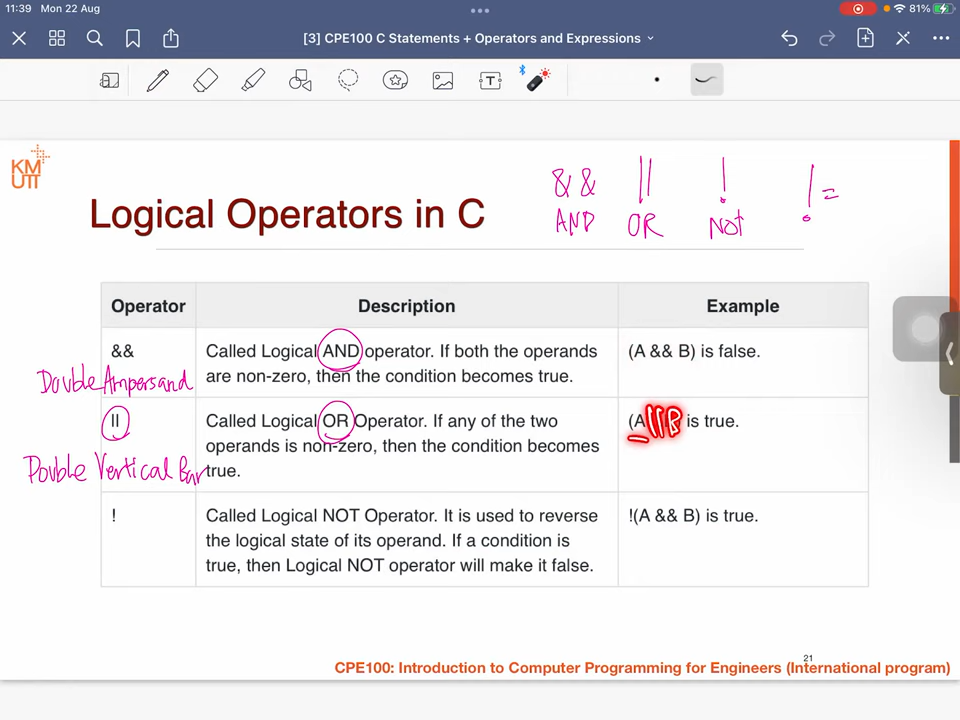 11:39 Mon 22 Aug
81%
[3] CPE100 C Statements + Operators and Expressions
T
KM
UTT
&& || ! !=
AND OR Not
Logical Operators in C
Operator Description Example
&& Called Logical AND operator. If both the operands (A && B) is false.
are non-zero, then the condition becomes true.
Double Ampersand
|| Called Logical OR Operator. If any of the two (A || B is true.
operands is non-zero, then the condition becomes
Double Vertical Bar true.
! Called Logical NOT Operator. It is used to reverse !(A && B) is true.
the logical state of its operand. If a condition is
true, then Logical NOT operator will make it false.
21
CPE100: Introduction to Computer Programming for Engineers (International program)